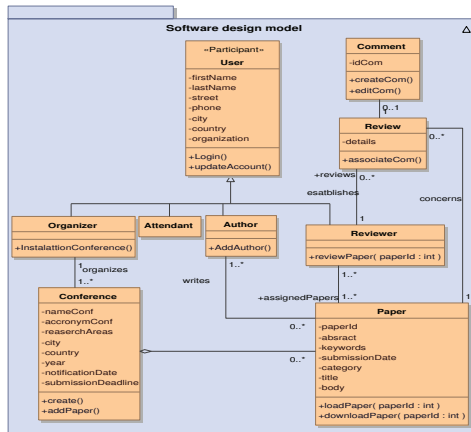 Software design model
«Participant»
User
-firstName
-lastName
-street
-phone
-city
-country
-organization
+Login()
+updateAccount()
Comment
-idCom
+createCom()
+editCom()
0..1
1
Review
-details
+associateCom()
0..*
+reviews
0..*
esatblishes
concerns
1
Organizer
+InstalattionConference()
Attendant
Author
+AddAuthor()
Reviewer
+reviewPaper( paperId : int )
1
organizes
1..*
1..*
writes
1..*
+assignedPapers
1..*
1
Conference
-nameConf
-accronymConf
-reaserchAreas
-city
-country
-year
-notificationDate
-submissionDeadline
+create()
+addPaper()
0..*
0..*
Paper
-paperId
-absract
-keywords
-submissionDate
-category
-title
-body
+loadPaper( paperId : int )
+downloadPaper( paperId : int )